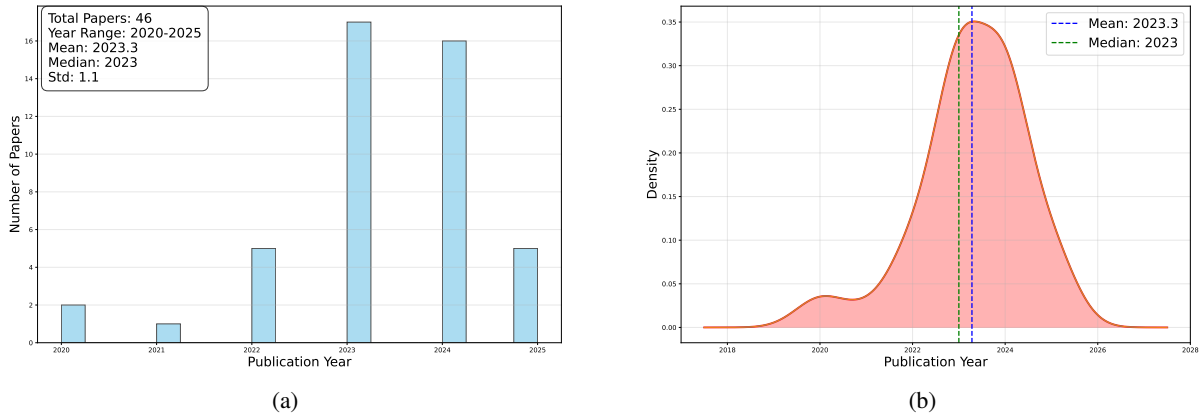 Total Papers: 46
Year Range: 2020-2025
Mean: 2023.3
Median: 2023
Std: 1.1
Number of Papers
16
14
12
10
8
6
4
2
0
2020 2021 2022 2023 2024 2025
Publication Year
(a)
Mean: 2023.3
Median: 2023
Density
0.35
0.30
0.25
0.20
0.15
0.10
0.05
0.00
2018 2020 2022 2024 2026 2028
Publication Year
(b)